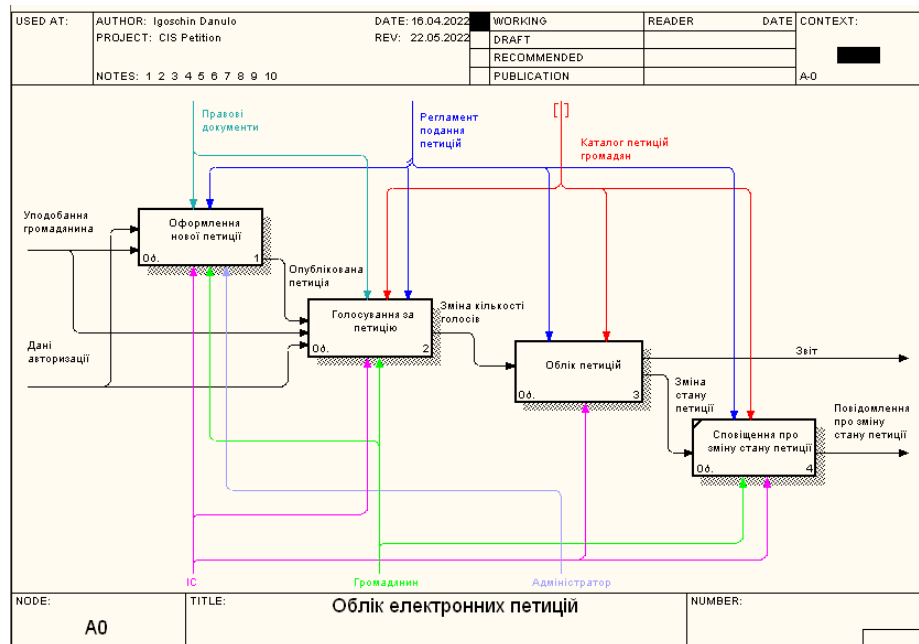 USED AT:
AUTHOR: Igoschin Danulo
DATE: 16.04.2022
WORKING
READER
DATE
CONTEXT:
PROJECT: CIS Petition
REV: 22.05.2022
DRAFT
RECOMMENDED
NOTES: 1 2 3 4 5 6 7 8 9 10
PUBLICATION
A-0
Правові
документи
Регламент
подання
петицій
Каталог петицій
громадян
Уподобання
громадянина
Оформлення
нової петиції
0д.
1
Опублікована
петиція
Голосування за
петицію
0д.
2
Зміна кількості
голосів
Дані
авторизації
Облік петицій
0д.
3
Звіт
Зміна
стану
петиції
Сповіщення про
зміну стану петиції
0д.
4
Повідомлення
про зміну
стану петиції
ІС
Громадянин
Адміністратор
NODE:
A0
TITLE:
Облік електронних петицій
NUMBER: